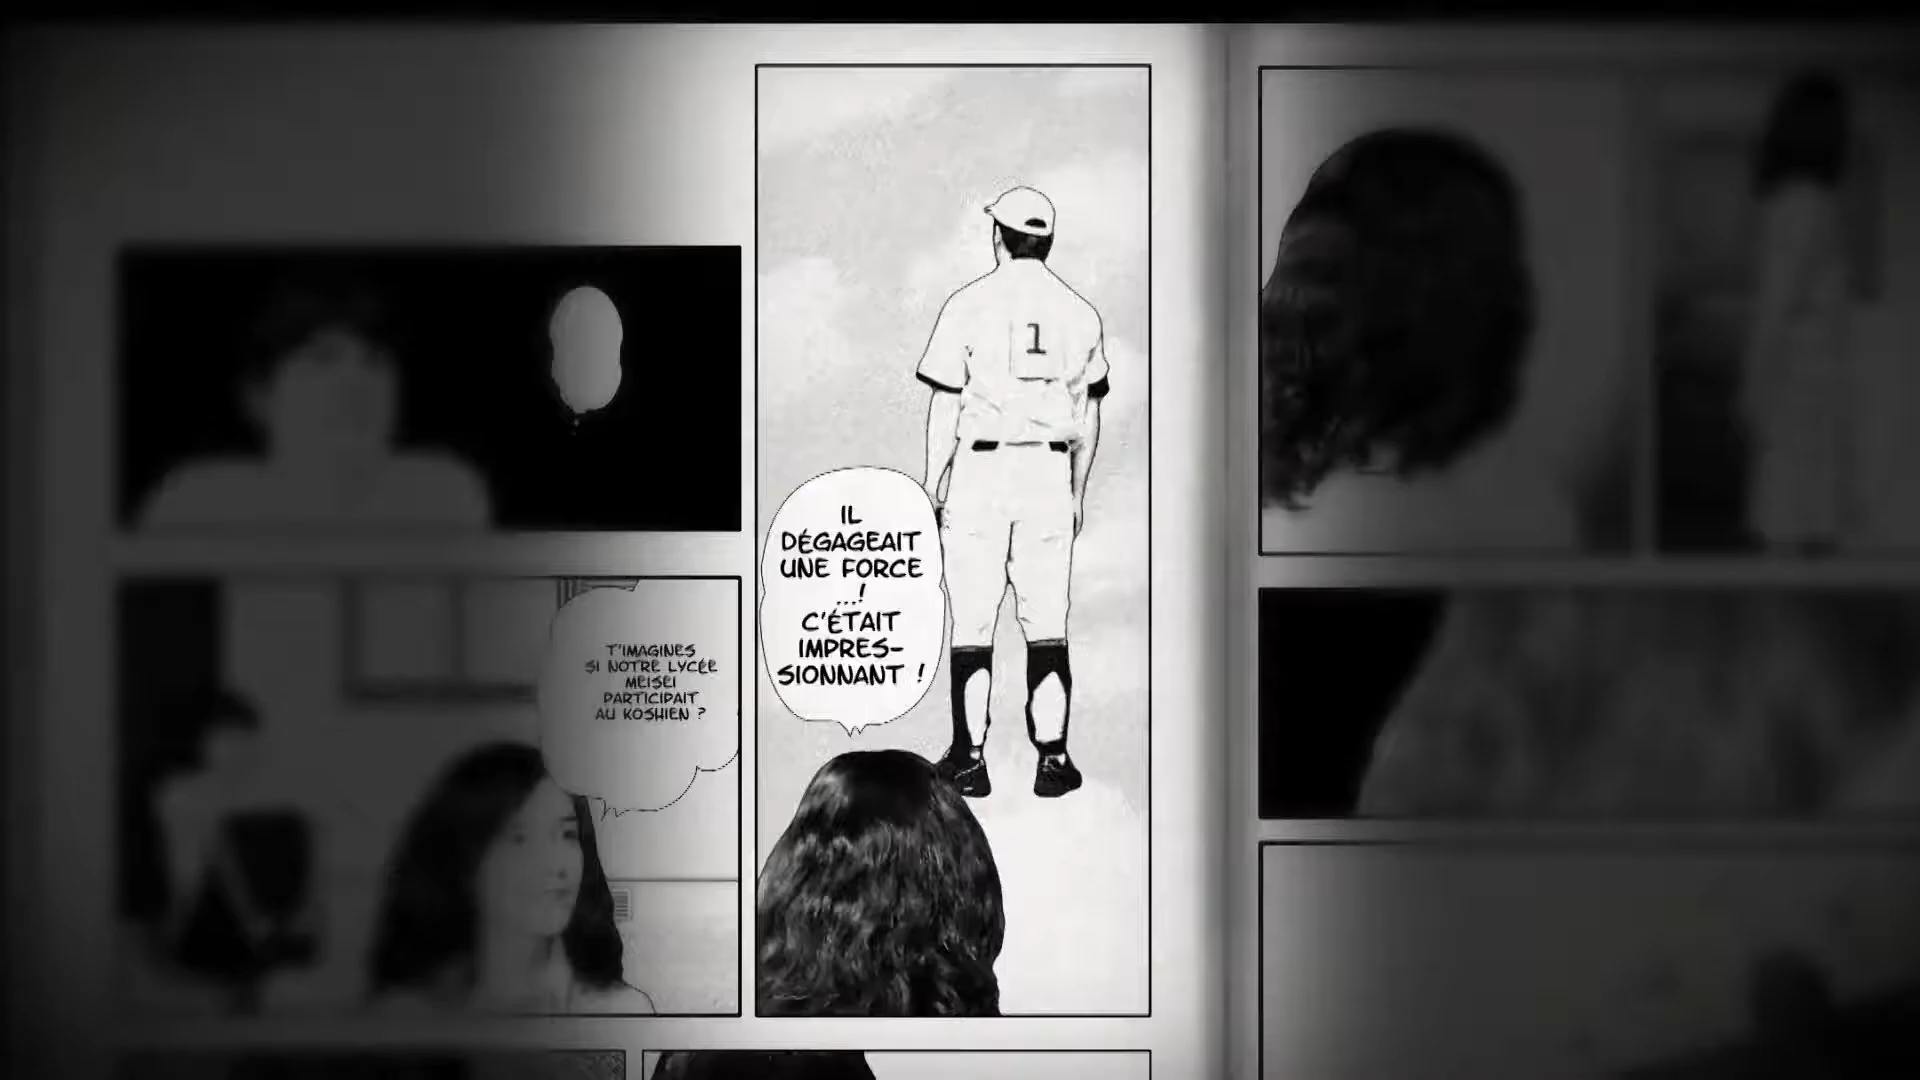 IL
DÉGAGEAIT
UNE FORCE
...!
C'ÉTAIT
IMPRES-
SIONNANT !
1
T'IMAGINES
SI NOTRE LYCÉE
MEISEI
PARTICIPAIT
AU KOSHIEN ?